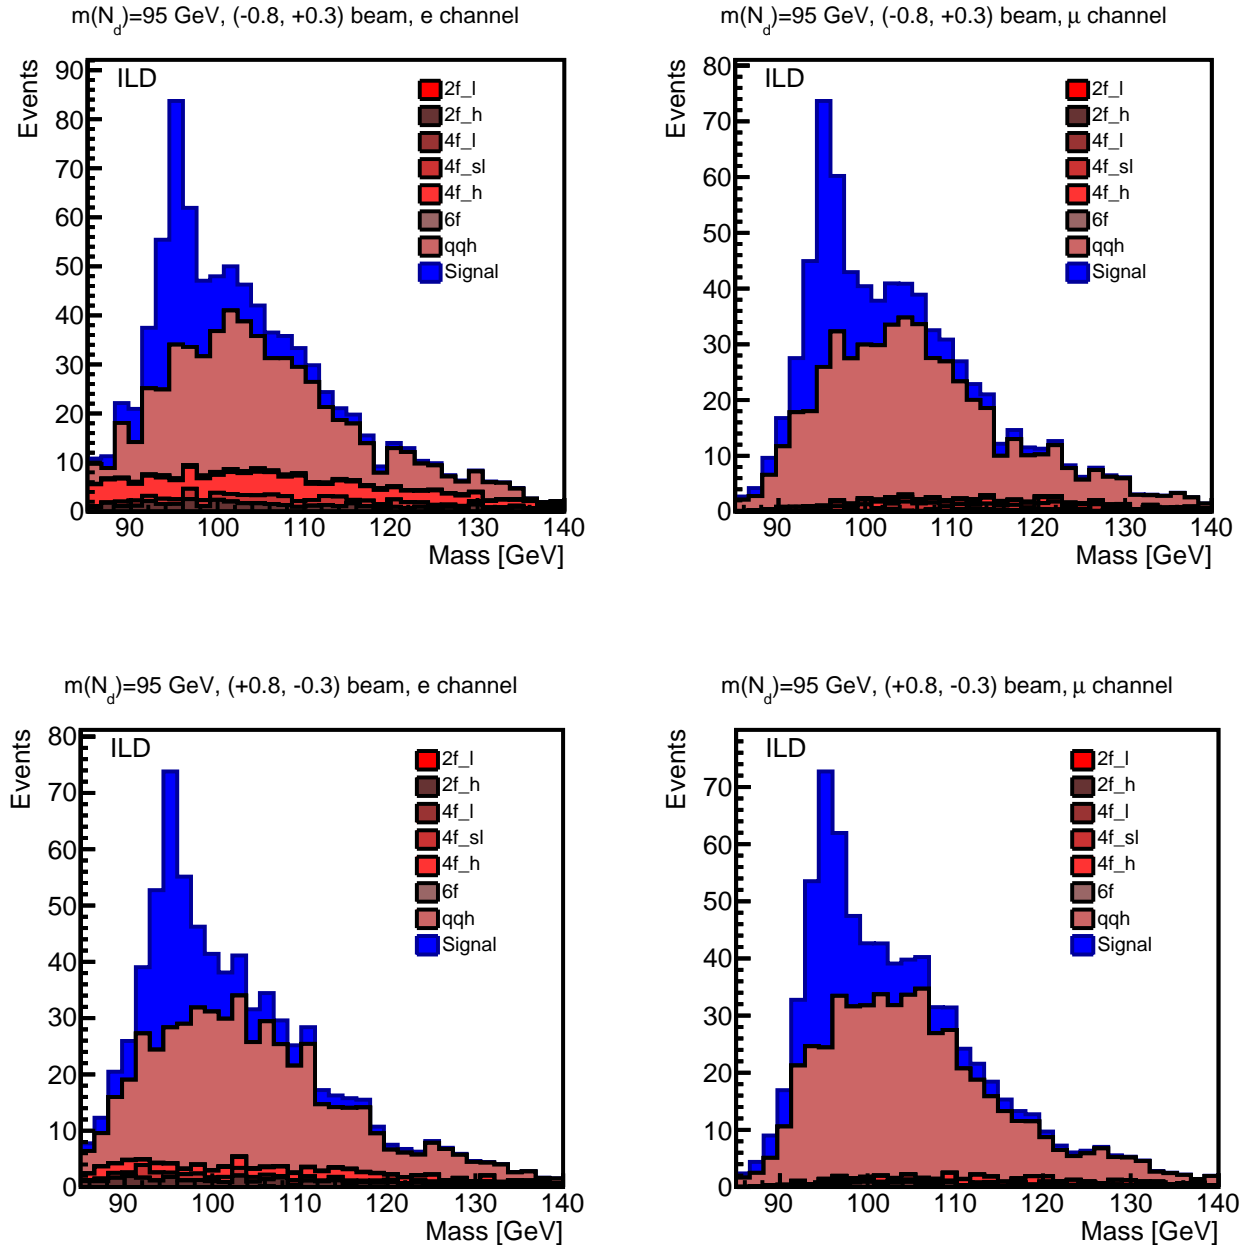 m(N_d)=95 GeV, (-0.8, +0.3) beam, e channel
Events
ILD
90
80
70
60
50
40
30
20
10
0
2f_l
2f_h
4f_l
4f_sl
4f_h
6f
qqh
Signal
90 100 110 120 130 140
Mass [GeV]
m(N_d)=95 GeV, (-0.8, +0.3) beam, μ channel
Events
ILD
80
70
60
50
40
30
20
10
0
2f_l
2f_h
4f_l
4f_sl
4f_h
6f
qqh
Signal
90 100 110 120 130 140
Mass [GeV]
m(N_d)=95 GeV, (+0.8, -0.3) beam, e channel
Events
ILD
80
70
60
50
40
30
20
10
0
2f_l
2f_h
4f_l
4f_sl
4f_h
6f
qqh
Signal
90 100 110 120 130 140
Mass [GeV]
m(N_d)=95 GeV, (+0.8, -0.3) beam, μ channel
Events
ILD
70
60
50
40
30
20
10
0
2f_l
2f_h
4f_l
4f_sl
4f_h
6f
qqh
Signal
90 100 110 120 130 140
Mass [GeV]